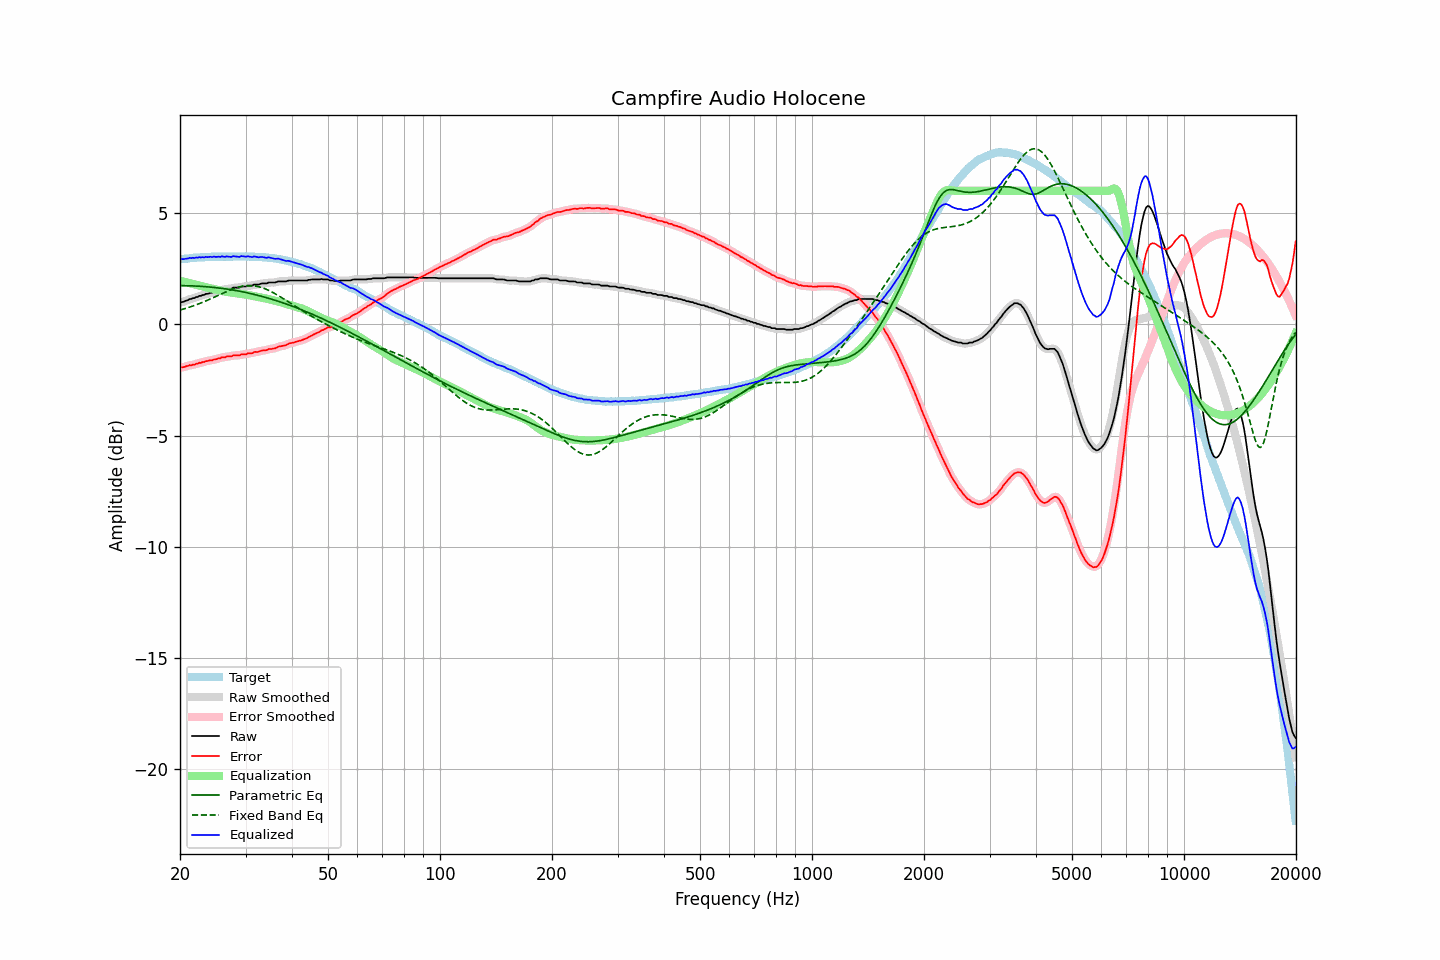 Campfire Audio Holocene
Amplitude (dBr)
5
0
−5
−10
−15
−20
Target
Raw Smoothed
Error Smoothed
Raw
Error
Equalization
Parametric Eq
Fixed Band Eq
Equalized
20 50 100 200 500 1000 2000 5000 10000 20000
Frequency (Hz)